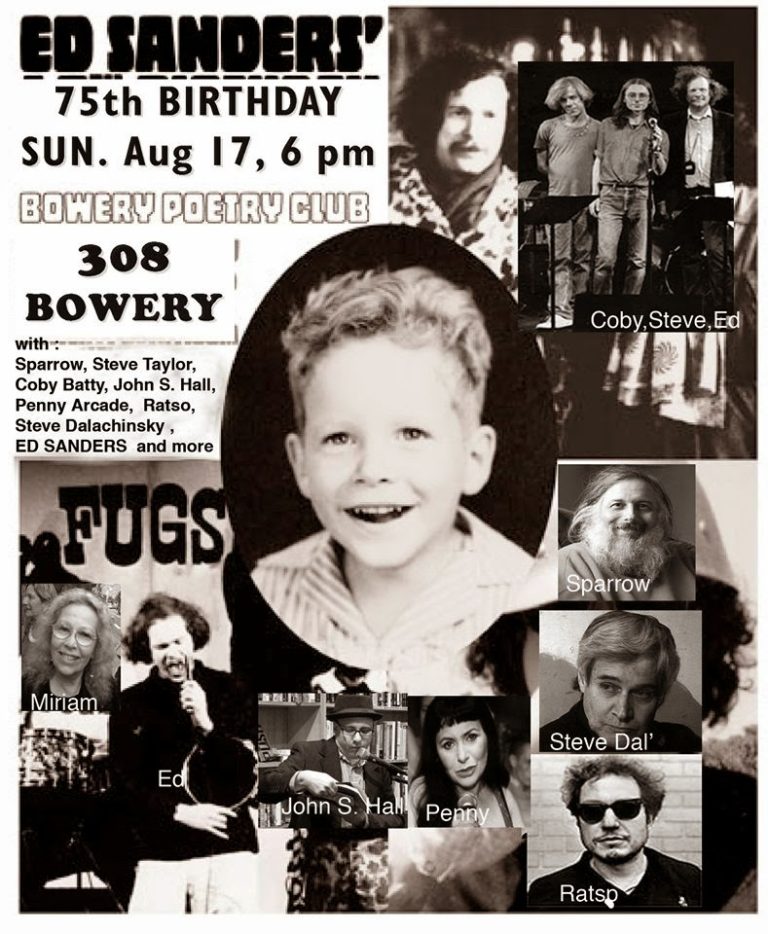 ED SANDERS'
75th BIRTHDAY
SUN. Aug 17, 6 pm
BOWERY POETRY CLUB
308
BOWERY
with :
Sparrow, Steve Taylor,
Coby Batty, John S. Hall,
Penny Arcade, Ratso,
Steve Dalachinsky ,
ED SANDERS and more
Coby,Steve,Ed
FUGS
Sparrow
Miriam
Steve Dal'
Ed
John S. Hall
Penny
Ratsp